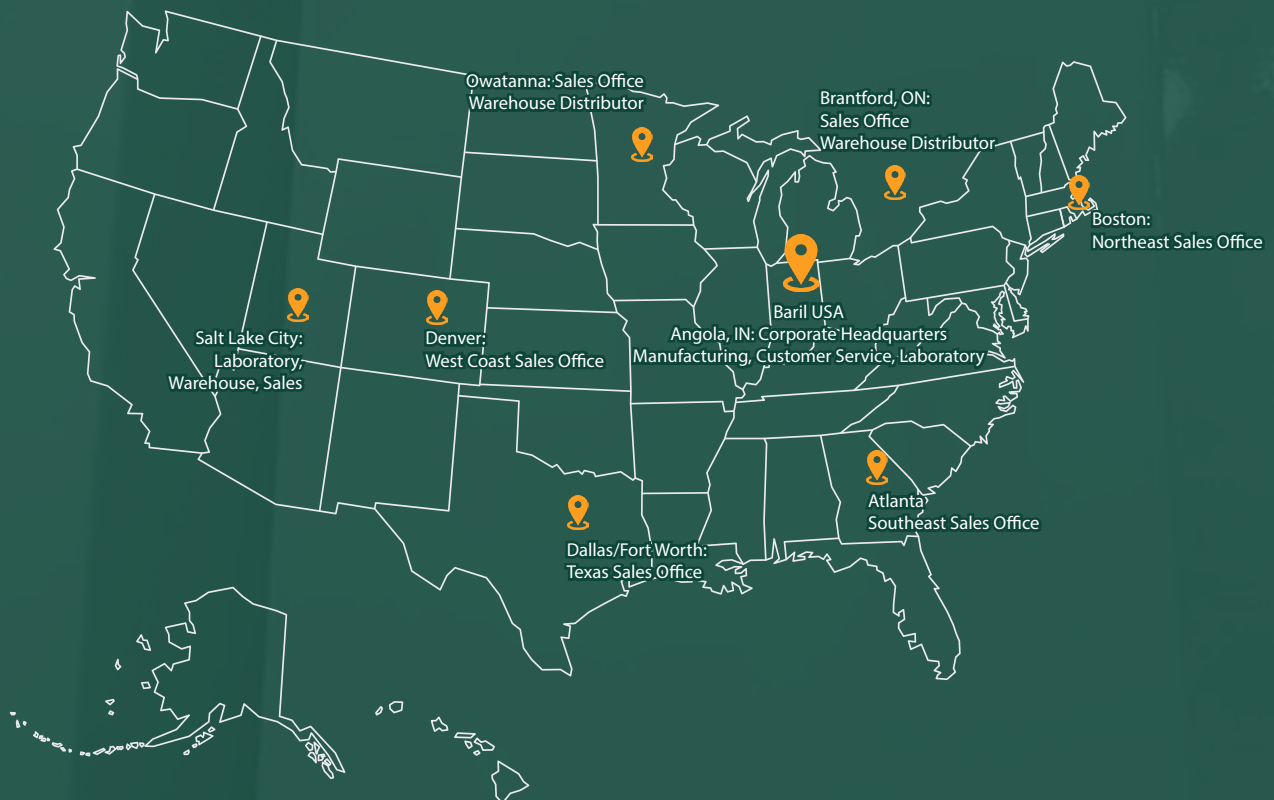 Owatanna: Sales Office
Warehouse Distributor
Brantford, ON:
Sales Office
Warehouse Distributor
Boston:
Northeast Sales Office
Baril USA
Angola, IN: Corporate Headquarters
Manufacturing, Customer Service, Laboratory
Salt Lake City:
Laboratory,
Warehouse, Sales
Denver:
West Coast Sales Office
Atlanta
Southeast Sales Office
Dallas/Fort Worth:
Texas Sales Office